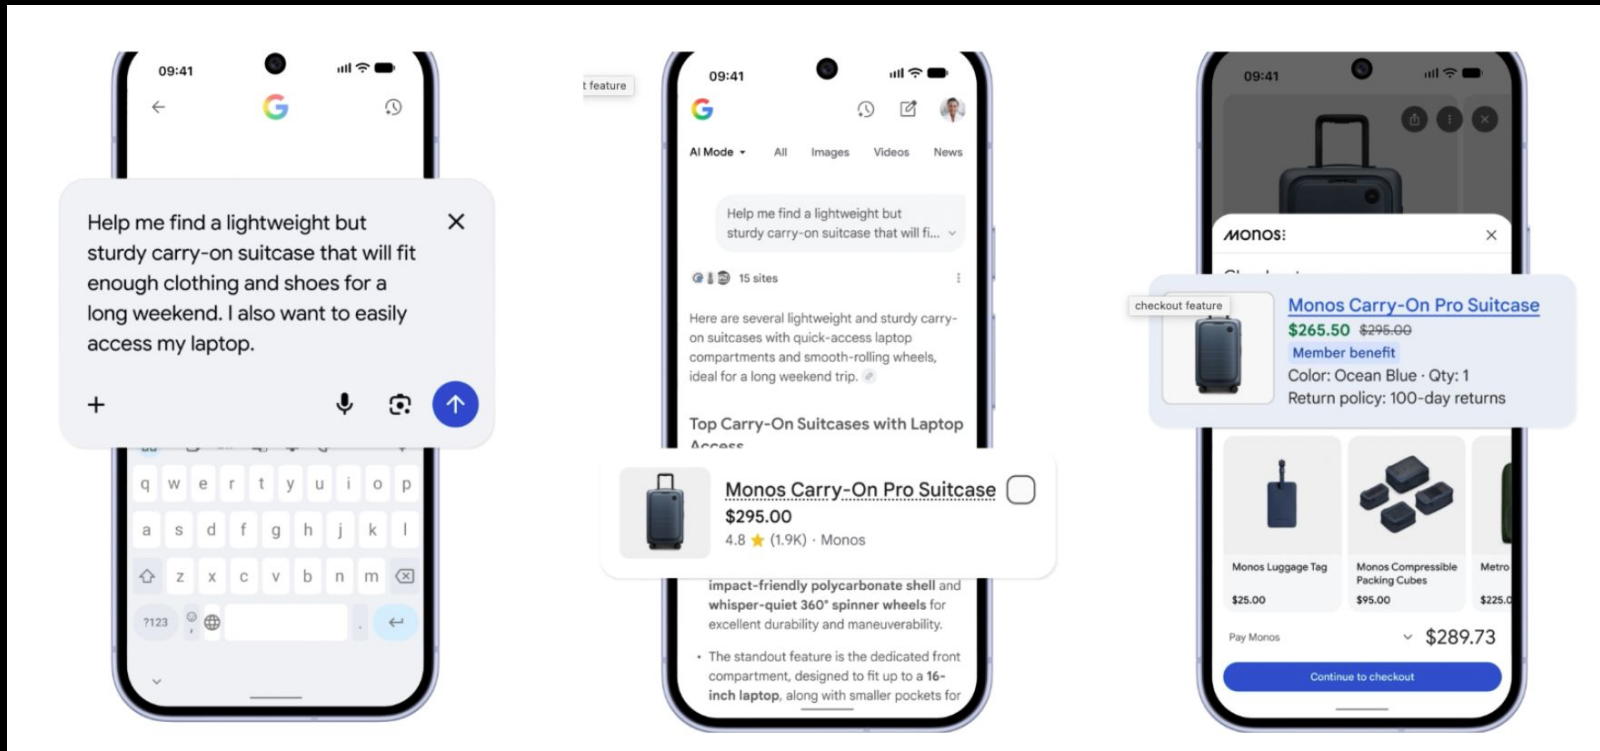 09:41
Help me find a lightweight but
sturdy carry-on suitcase that will fit
enough clothing and shoes for a
long weekend. I also want to easily
access my laptop.
q w e r t y u i o p
a s d f g h j k l
z x c v b n m
?123 , .
t feature
09:41
AI Mode All Images Videos News
Help me find a lightweight but
sturdy carry-on suitcase that will fi...
15 sites
Here are several lightweight and sturdy carry-
on suitcases with quick-access laptop
compartments and smooth-rolling wheels,
ideal for a long weekend trip.
Top Carry-On Suitcases with Laptop
Access
Monos Carry-On Pro Suitcase
$295.00
4.8 ★ (1.9K) · Monos
impact-friendly polycarbonate shell and
whisper-quiet 360° spinner wheels for
excellent durability and maneuverability.
• The standout feature is the dedicated front
compartment, designed to fit up to a 16-
inch laptop, along with smaller pockets for
09:41
MONOS
checkout feature
Monos Carry-On Pro Suitcase
$265.50 $295.00
Member benefit
Color: Ocean Blue · Qty: 1
Return policy: 100-day returns
Monos Luggage Tag
$25.00
Monos Compressible
Packing Cubes
$95.00
Metro
$225.0
Pay Monos $289.73
Continue to checkout